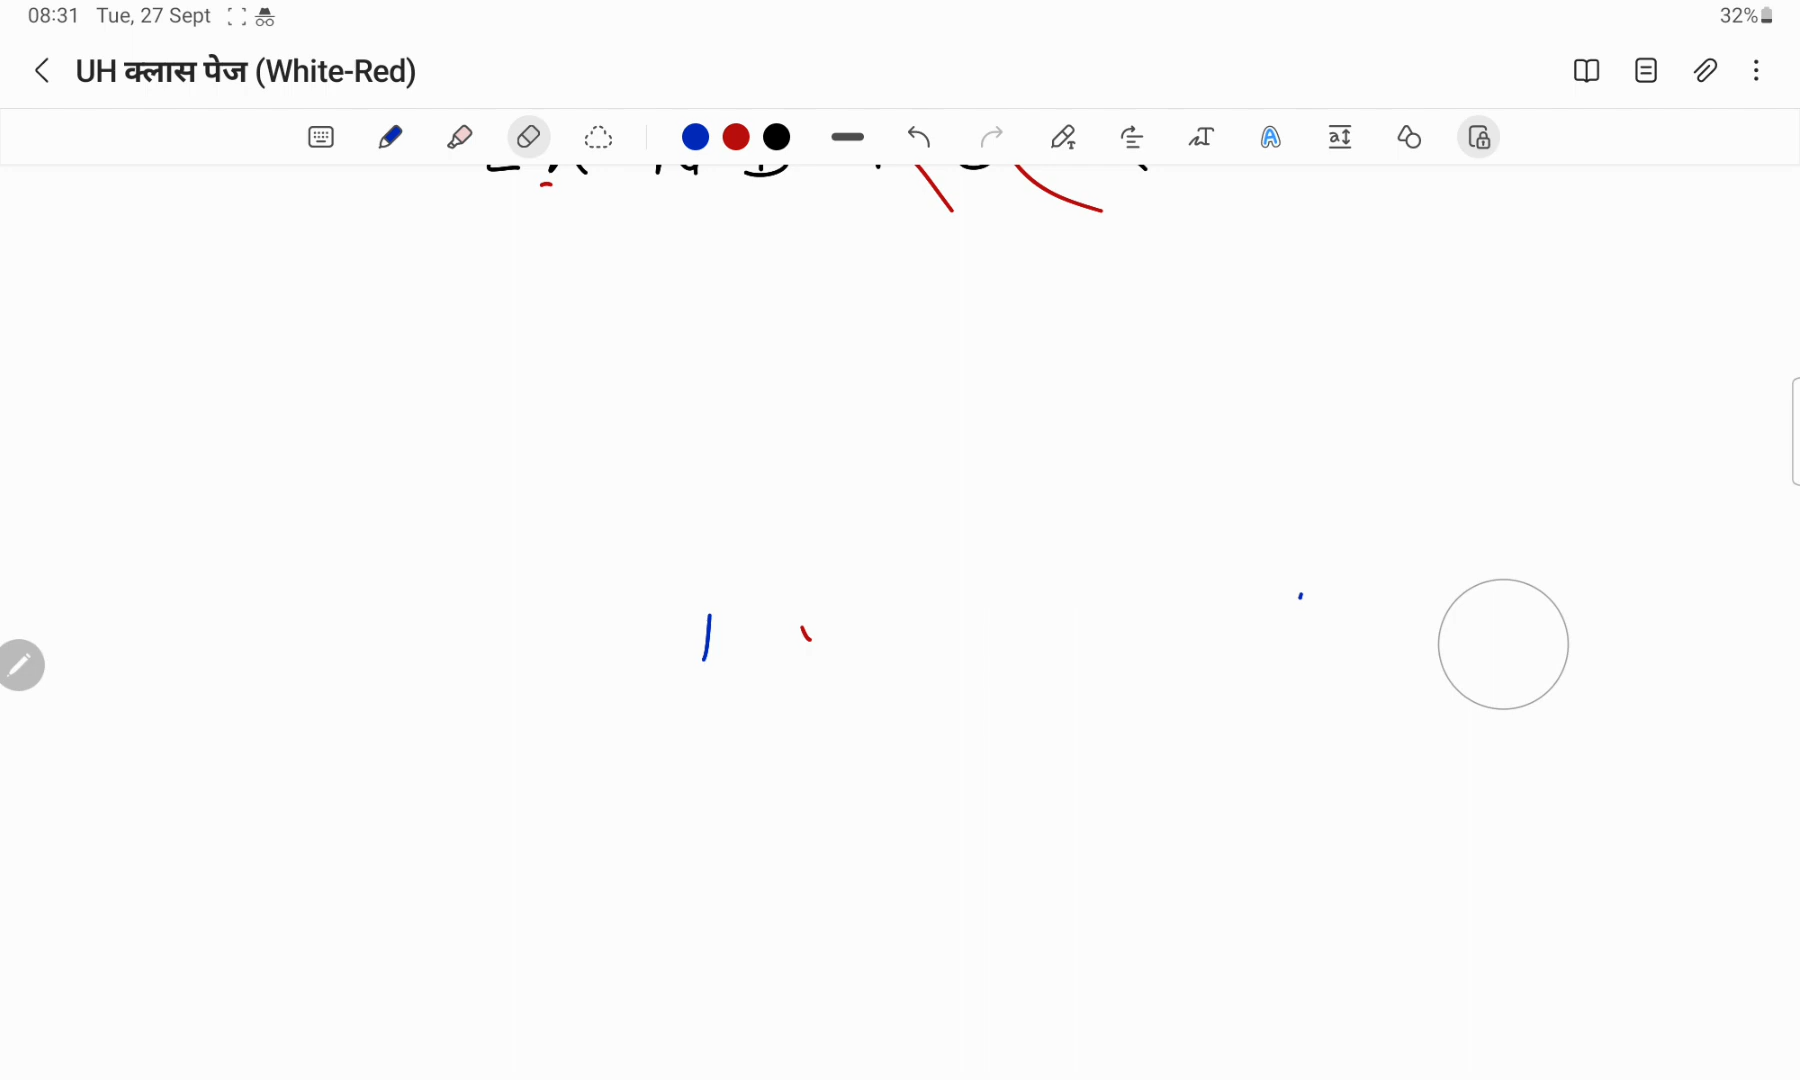 08:31 Tue, 27 Sept 32%
UH क्लास पेज (White-Red)